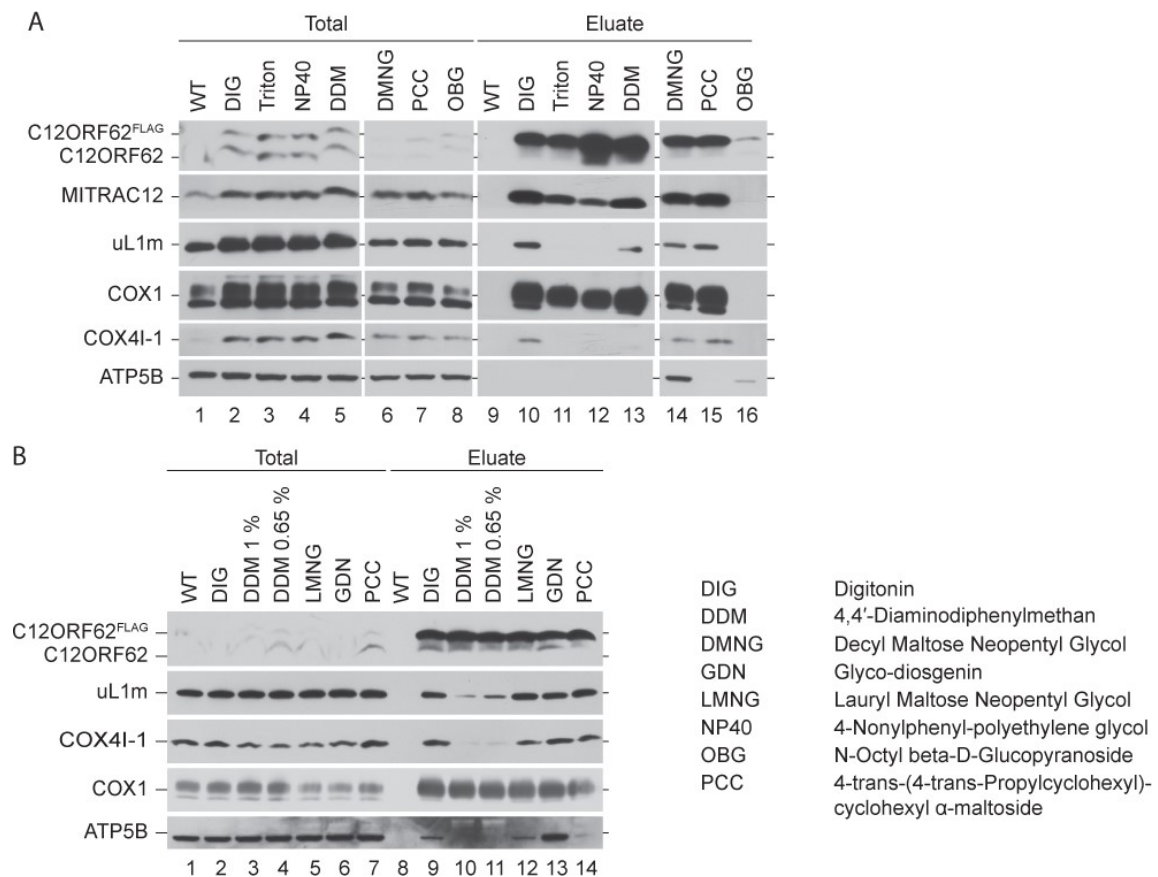 A
Total Eluate
WT DIG Triton NP40 DDM DMNG PCC OBG WT DIG Triton NP40 DDM DMNG PCC OBG
C12ORF62FLAG
C12ORF62
MITRAC12
uL1m
COX1
COX4I-1
ATP5B
1 2 3 4 5 6 7 8 9 10 11 12 13 14 15 16
B
Total Eluate
WT DIG DDM 1 % DDM 0.65 % LMNG GDN PCC WT DIG DDM 1 % DDM 0.65 % LMNG GDN PCC
C12ORF62FLAG
C12ORF62
uL1m
COX4I-1
COX1
ATP5B
1 2 3 4 5 6 7 8 9 10 11 12 13 14
DIG Digitonin
DDM 4,4′-Diaminodiphenylmethan
DMNG Decyl Maltose Neopentyl Glycol
GDN Glyco-diosgenin
LMNG Lauryl Maltose Neopentyl Glycol
NP40 4-Nonylphenyl-polyethylene glycol
OBG N-Octyl beta-D-Glucopyranoside
PCC 4-trans-(4-trans-Propylcyclohexyl)-
cyclohexyl α-maltoside